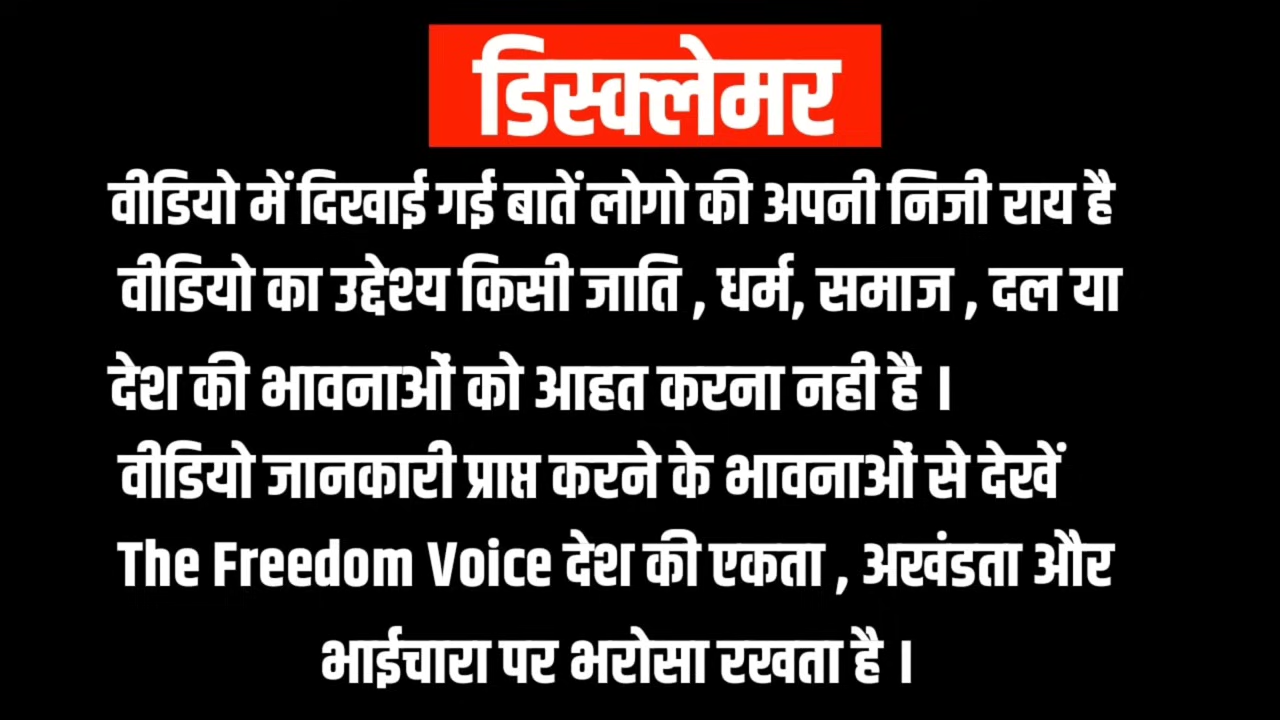 डिस्क्लेमर
वीडियो में दिखाई गई बातें लोगो की अपनी निजी राय है
वीडियो का उद्देश्य किसी जाति , धर्म, समाज , दल या
देश की भावनाओं को आहत करना नही है ।
वीडियो जानकारी प्राप्त करने के भावनाओं से देखें
The Freedom Voice देश की एकता , अखंडता और
भाईचारा पर भरोसा रखता है ।